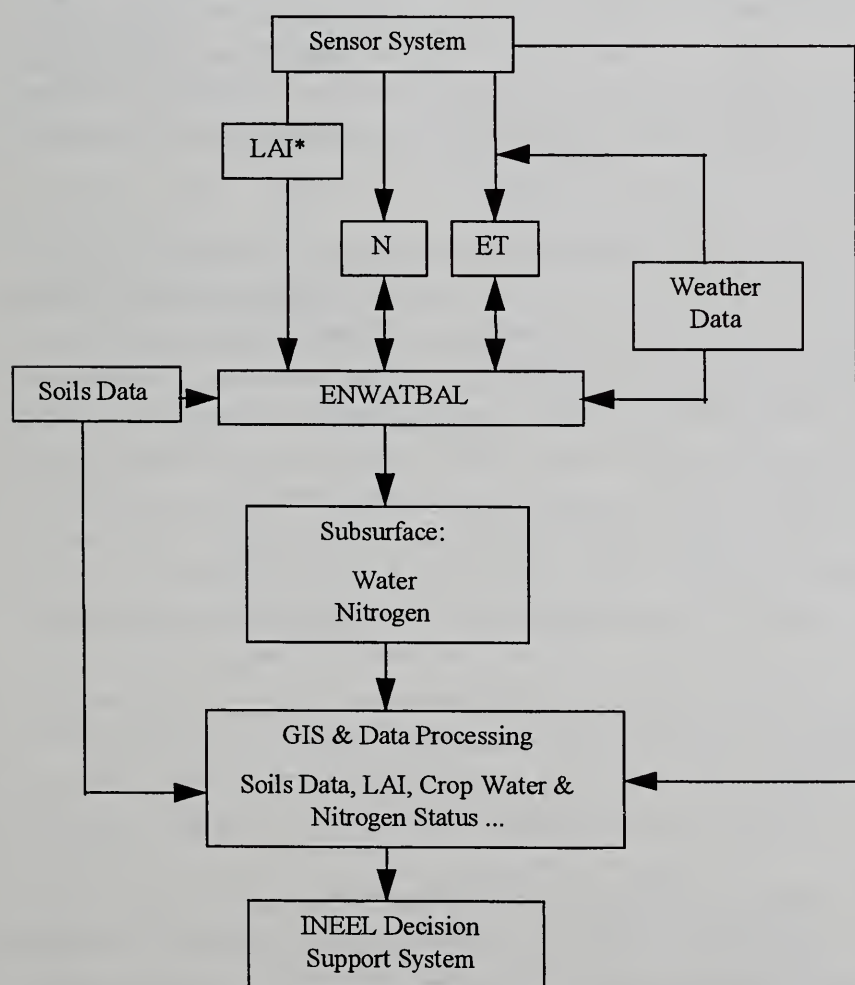 Sensor System
LAI*
N
ET
Weather
Data
Soils Data
ENWATBAL
Subsurface:
Water
Nitrogen
GIS & Data Processing
Soils Data, LAI, Crop Water &
Nitrogen Status ...
INEEL Decision
Support System